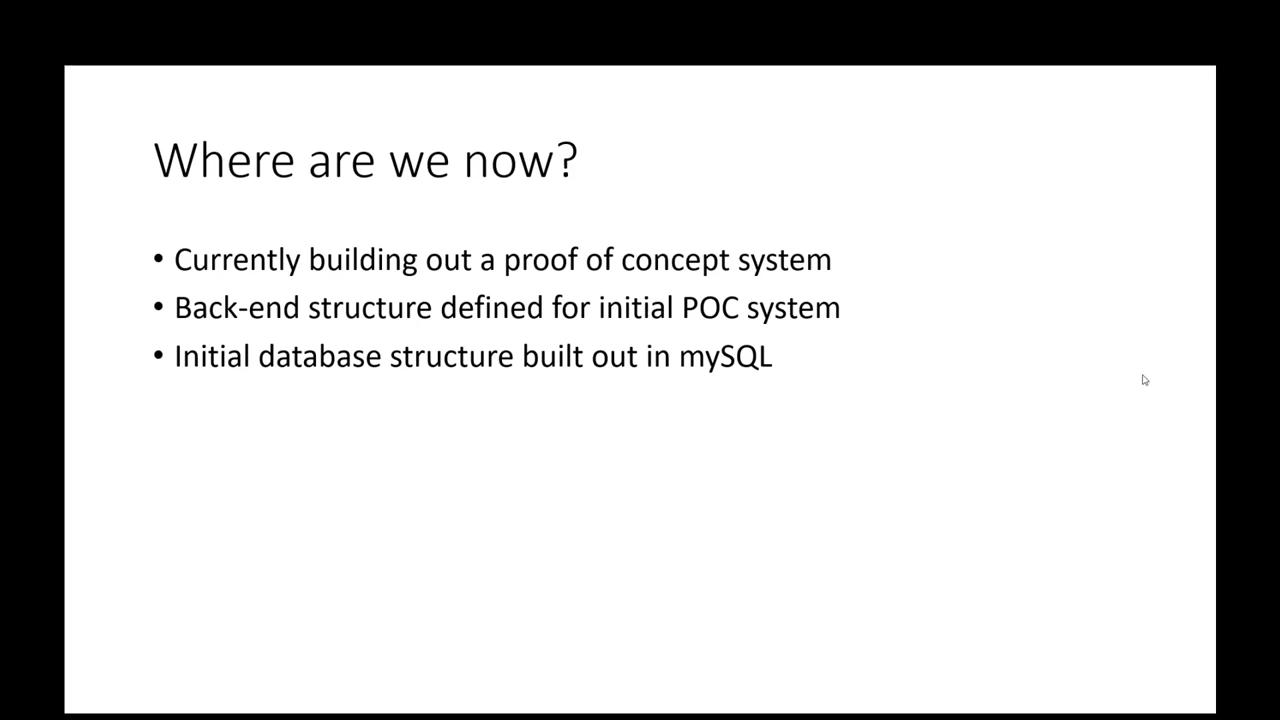 Where are we now?
• Currently building out a proof of concept system
• Back-end structure defined for initial POC system
• Initial database structure built out in mySQL